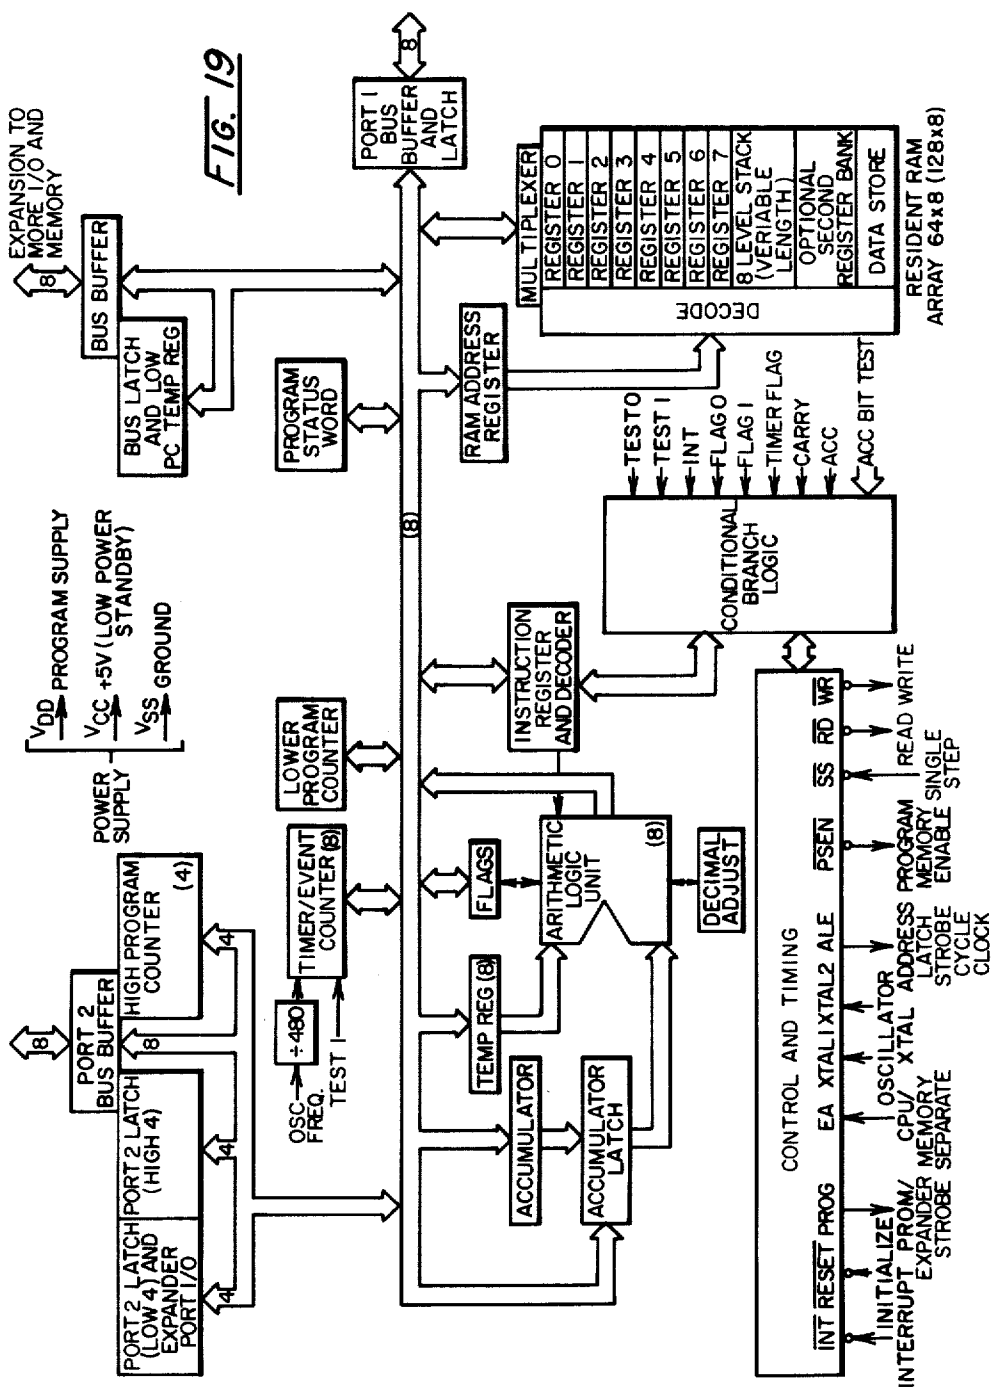 FIG. 19
8
PORT 2
BUS BUFFER
PORT 2 LATCH
(LOW 4) AND
EXPANDER
PORT I/O
PORT 2 LATCH
(HIGH 4)
HIGH PROGRAM
COUNTER
(4)
4
4
8
4
POWER
SUPPLY
VDD
PROGRAM SUPPLY
VCC
+5V (LOW POWER
STANDBY)
VSS
GROUND
EXPANSION TO
MORE I/O AND
MEMORY
8
BUS BUFFER
BUS LATCH
AND LOW
PC TEMP REG
OSC
FREQ.
÷480
TEST 1
TIMER/EVENT
COUNTER (8)
LOWER
PROGRAM
COUNTER
PROGRAM
STATUS
WORD
PORT 1
BUS
BUFFER
AND
LATCH
8
(8)
ACCUMULATOR
ACCUMULATOR
LATCH
TEMP REG (8)
FLAGS
ARITHMETIC
LOGIC
UNIT
(8)
DECIMAL
ADJUST
INSTRUCTION
REGISTER
AND DECODER
RAM ADDRESS
REGISTER
MULTIPLEXER
DECODE
REGISTER 0
REGISTER 1
REGISTER 2
REGISTER 3
REGISTER 4
REGISTER 5
REGISTER 6
REGISTER 7
8 LEVEL STACK
(VERIABLE
LENGTH)
OPTIONAL
SECOND
REGISTER BANK
DATA STORE
RESIDENT RAM
ARRAY 64x8 (128x8)
CONDITIONAL
BRANCH
LOGIC
TEST0
TEST 1
INT
FLAG 0
FLAG 1
TIMER FLAG
CARRY
ACC
ACC BIT TEST
CONTROL AND TIMING
INT RESET PROG EA XTAL1 XTAL2 ALE PSEN SS RD WR
INTERRUPT
INITIALIZE
PROM/
EXPANDER
STROBE
CPU/
MEMORY
SEPARATE
OSCILLATOR
XTAL
ADDRESS
LATCH
STROBE
CYCLE
CLOCK
PROGRAM
MEMORY
ENABLE
SINGLE
STEP
READ
WRITE